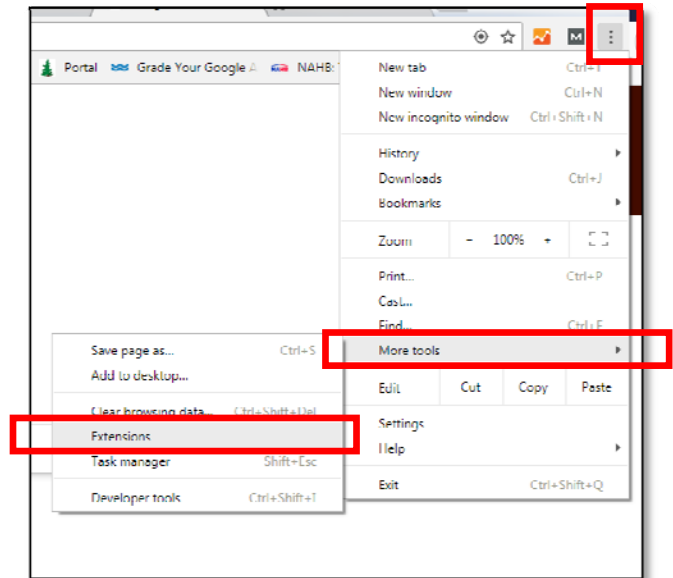 Portal Grade Your Google A NAHB:
M
New tab Ctrl+T
New window Ctrl+N
New incognito window Ctrl+Shift+N
History
Downloads Ctrl+J
Bookmarks
Zoom - 100% +
Print... Ctrl+P
Cast...
Find... Ctrl+F
More tools
Edit Cut Copy Paste
Settings
Help
Exit Ctrl+Shift+Q
Save page as... Ctrl+S
Add to desktop...
Clear browsing data... Ctrl+Shift+Del
Extensions
Task manager Shift+Esc
Developer tools Ctrl+Shift+I